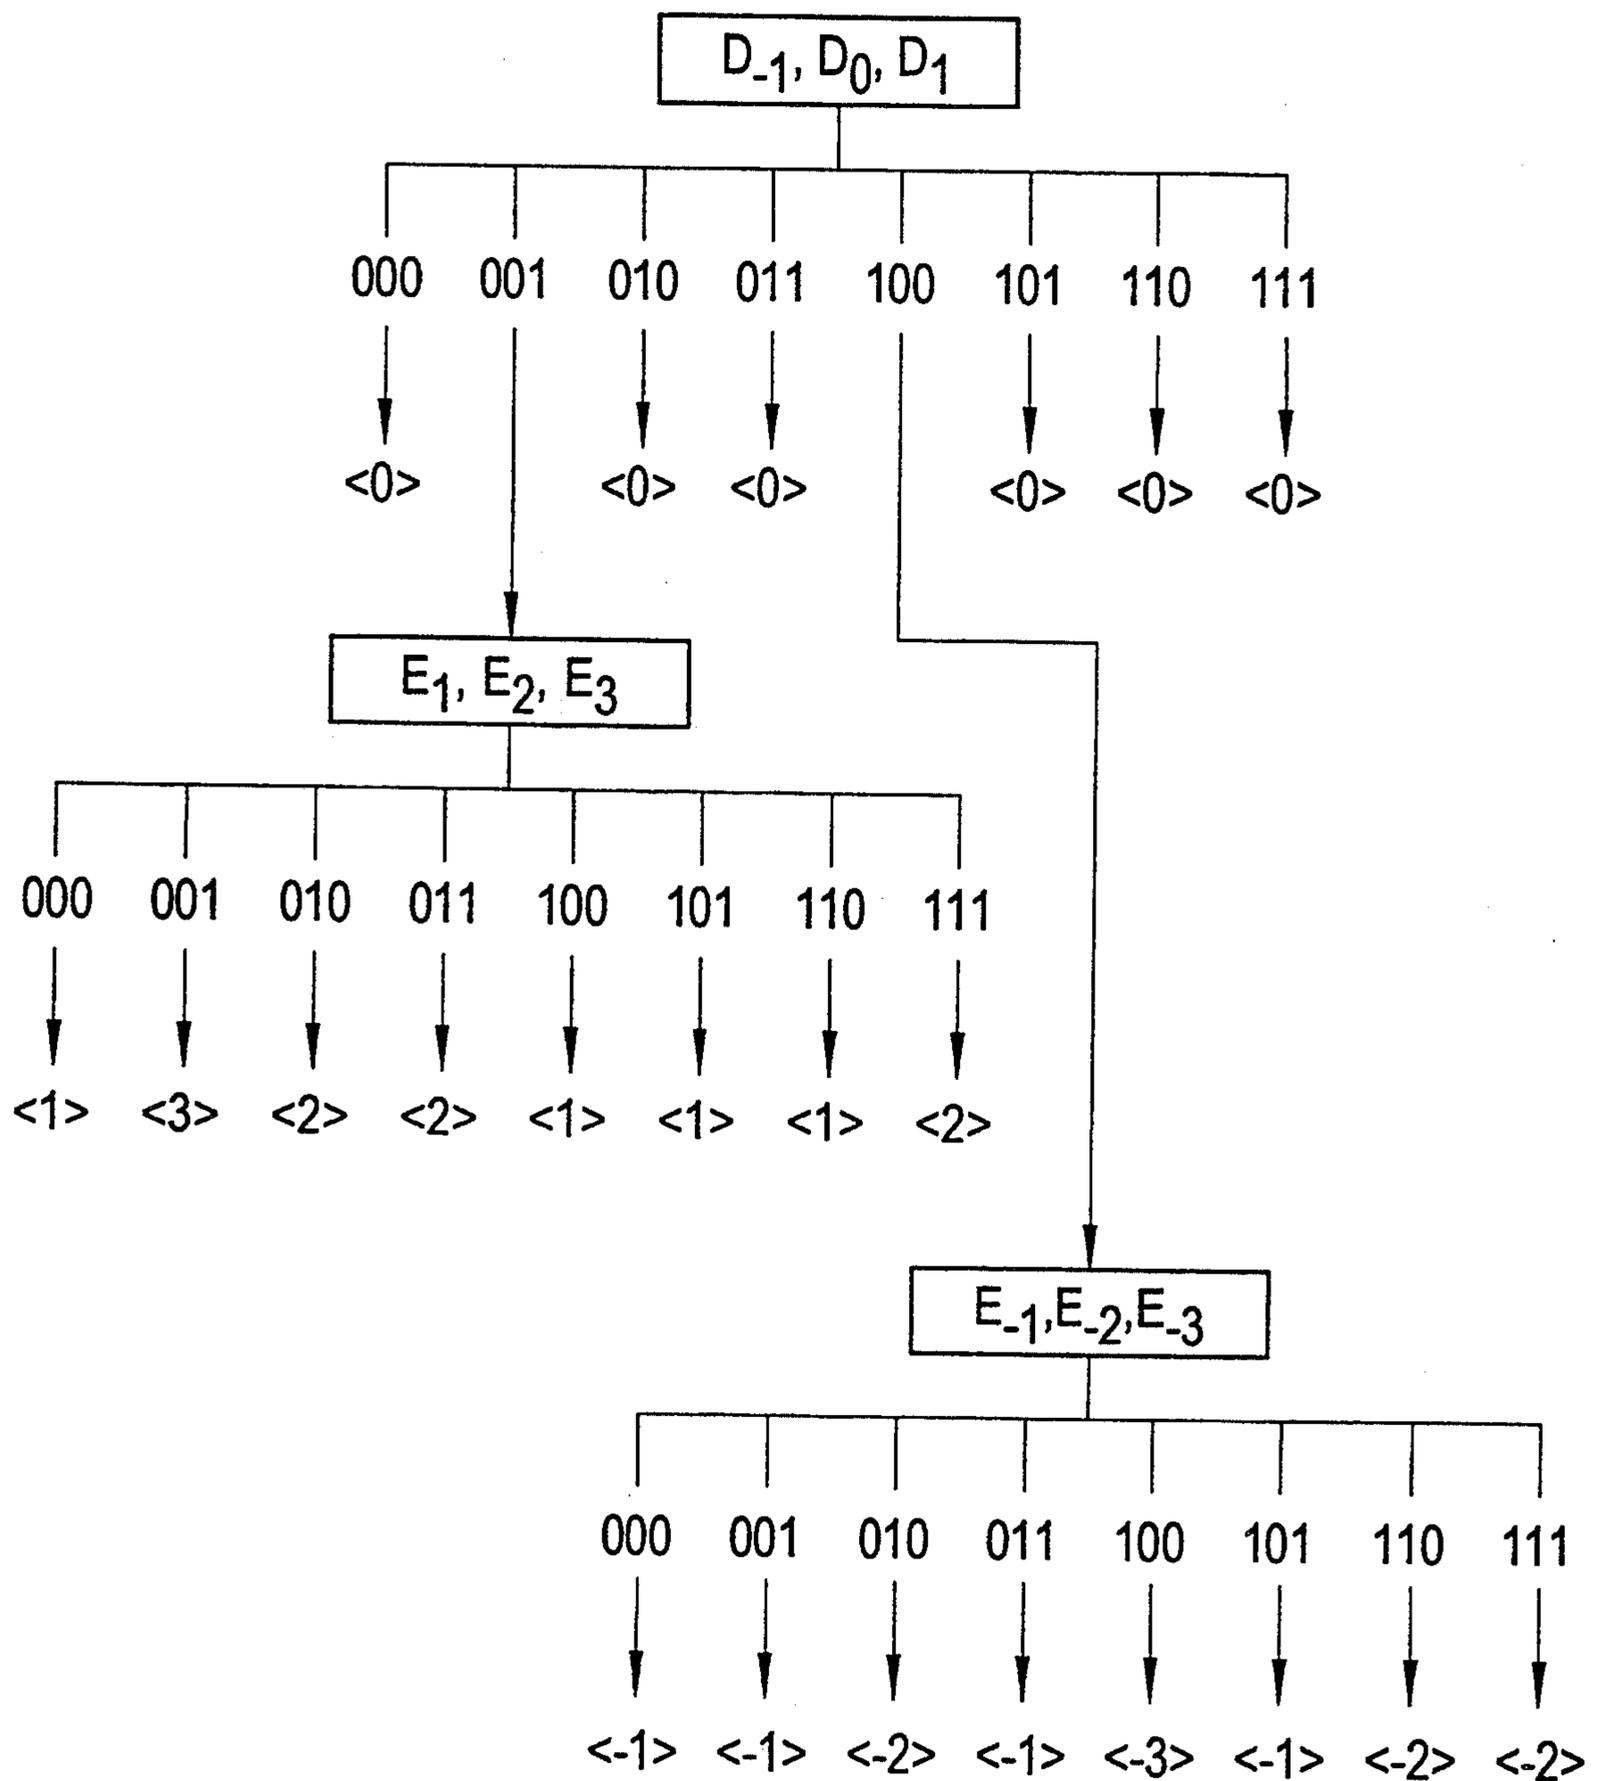 D-1, D0, D1
000 001 010 011 100 101 110 111
<0> <0> <0> <0> <0> <0>
E1, E2, E3
000 001 010 011 100 101 110 111
<1> <3> <2> <2> <1> <1> <1> <2>
E-1,E-2,E-3
000 001 010 011 100 101 110 111
<-1> <-1> <-2> <-1> <-3> <-1> <-2> <-2>